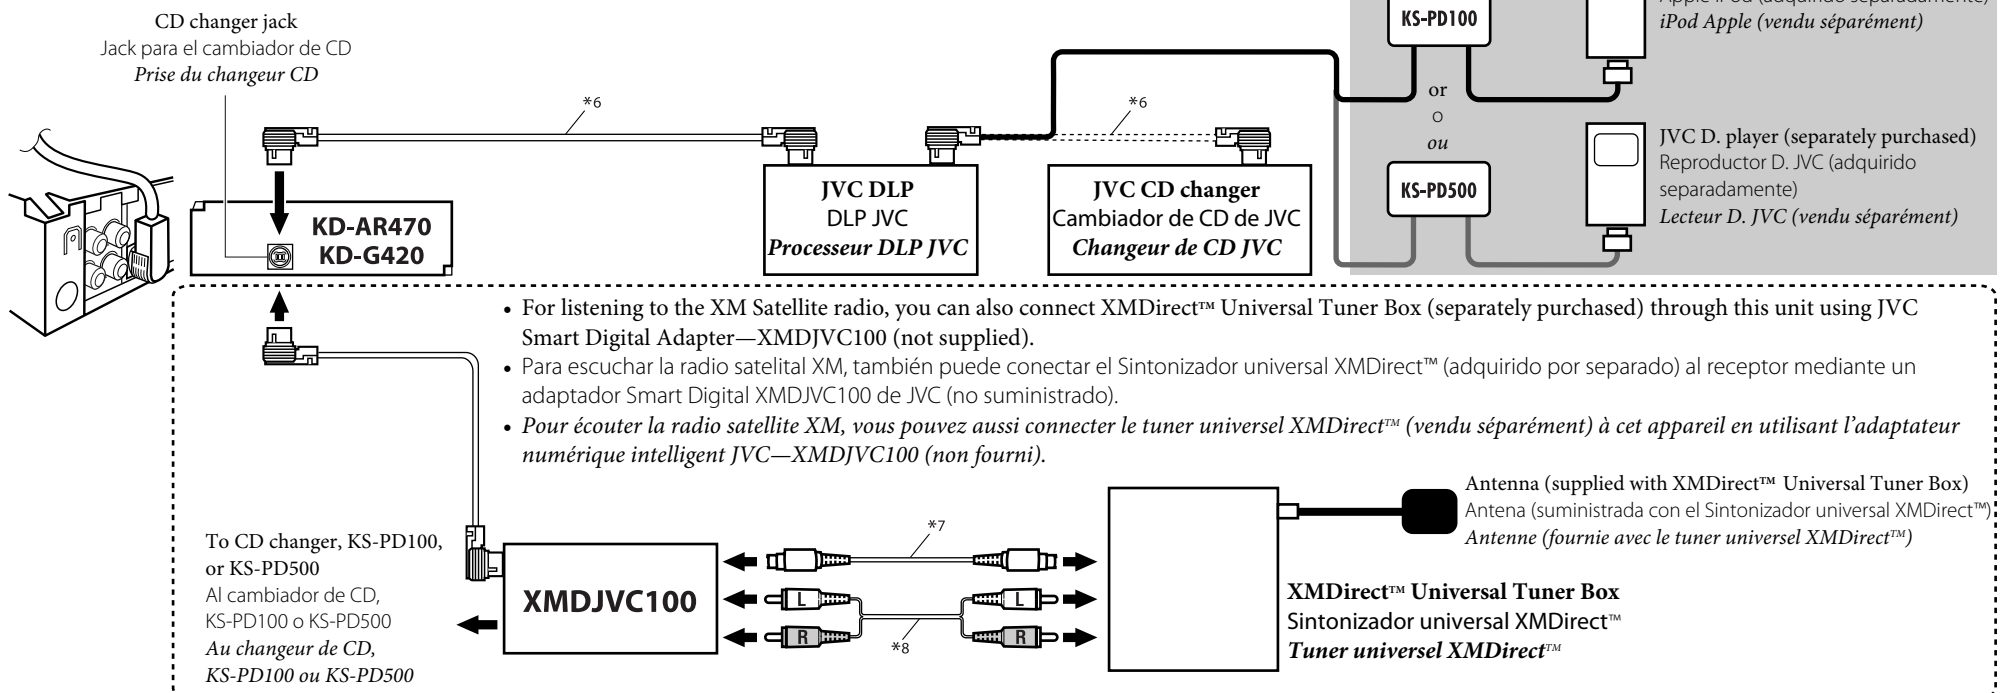 CD changer jack
Jack para el cambiador de CD
Prise du changeur CD
*6
*6
KS-PD100
iPod Apple (vendu séparément)
or
o
ou
KS-PD500
JVC D. player (separately purchased)
Reproductor D. JVC (adquirido
separadamente)
Lecteur D. JVC (vendu séparément)
KD-AR470
KD-G420
JVC DLP
DLP JVC
Processeur DLP JVC
JVC CD changer
Cambiador de CD de JVC
Changeur de CD JVC
• For listening to the XM Satellite radio, you can also connect XMDirect™ Universal Tuner Box (separately purchased) through this unit using JVC
Smart Digital Adapter—XMDJVC100 (not supplied).
• Para escuchar la radio satelital XM, también puede conectar el Sintonizador universal XMDirect™ (adquirido por separado) al receptor mediante un
adaptador Smart Digital XMDJVC100 de JVC (no suministrado).
• Pour écouter la radio satellite XM, vous pouvez aussi connecter le tuner universel XMDirect™ (vendu séparément) à cet appareil en utilisant l'adaptateur
numérique intelligent JVC—XMDJVC100 (non fourni).
Antenna (supplied with XMDirect™ Universal Tuner Box)
Antena (suministrada con el Sintonizador universal XMDirect™)
Antenne (fournie avec le tuner universel XMDirect™)
To CD changer, KS-PD100,
or KS-PD500
Al cambiador de CD,
KS-PD100 o KS-PD500
Au changeur de CD,
KS-PD100 ou KS-PD500
XMDJVC100
*7
L
L
R
R
*8
XMDirect™ Universal Tuner Box
Sintonizador universal XMDirect™
Tuner universel XMDirect™